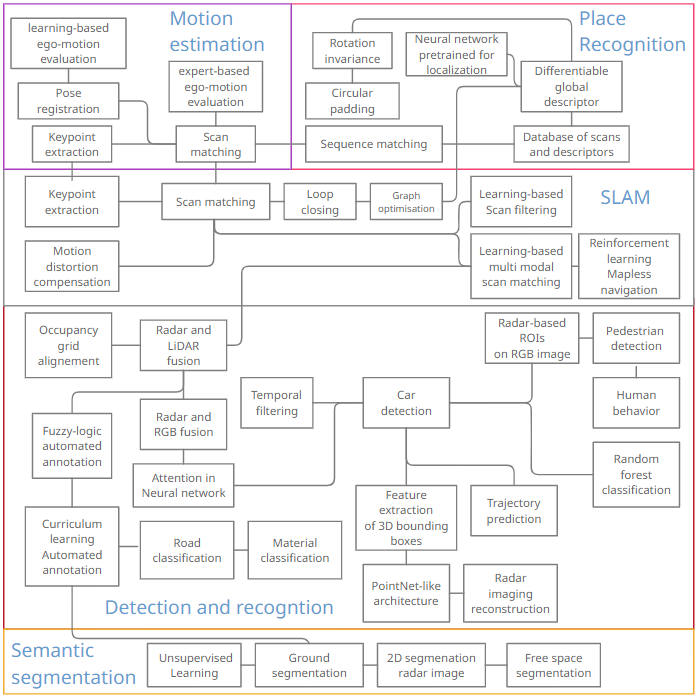 Motion
estimation
learning-based
ego-motion
evaluation
expert-based
ego-motion
evaluation
Pose
registration
Keypoint
extraction
Scan
matching
Place
Recognition
Rotation
invariance
Neural network
pretrained for
localization
Differentiable
global
descriptor
Circular
padding
Sequence matching
Database of scans
and descriptors
SLAM
Keypoint
extraction
Scan matching
Loop
closing
Graph
optimisation
Learning-based
Scan filtering
Motion
distortion
compensation
Learning-based
multi modal
scan matching
Reinforcement
learning
Mapless
navigation
Occupancy
grid
alignement
Radar and
LiDAR
fusion
Radar-based
ROIs
on RGB image
Pedestrian
detection
Temporal
filtering
Car
detection
Human
behavior
Fuzzy-logic
automated
annotation
Radar and
RGB fusion
Attention in
Neural network
Random
forest
classification
Feature
extraction
of 3D bounding
boxes
Trajectory
prediction
Curriculum
learning
Automated
annotation
Road
classification
Material
classification
PointNet-like
architecture
Radar
imaging
reconstruction
Detection and recogntion
Semantic
segmentation
Unsupervised
Learning
Ground
segmentation
2D segmenation
radar image
Free space
segmentation